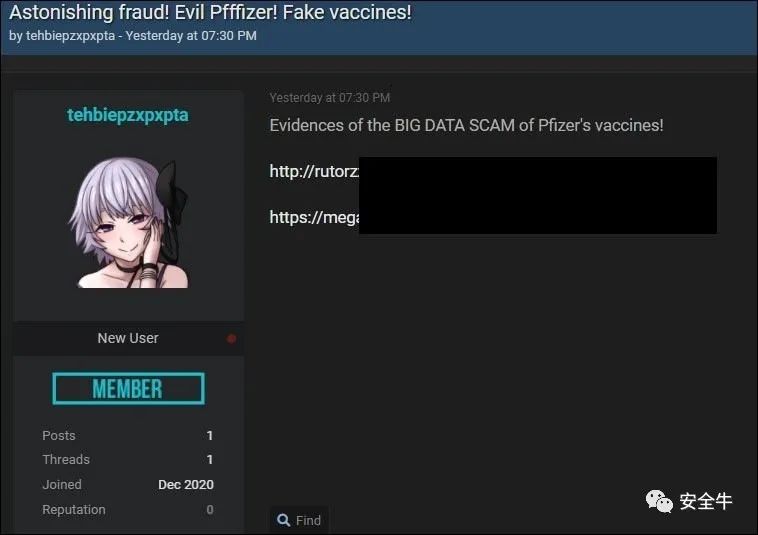 Astonishing fraud! Evil Pfffizer! Fake vaccines!
by tehbiepzxpxpta - Yesterday at 07:30 PM
tehbiepzxpxpta
New User
MEMBER
Posts 1
Threads 1
Joined Dec 2020
Reputation 0
Yesterday at 07:30 PM
Evidences of the BIG DATA SCAM of Pfizer's vaccines!
http://rutorz
https://mega
Find
安全牛